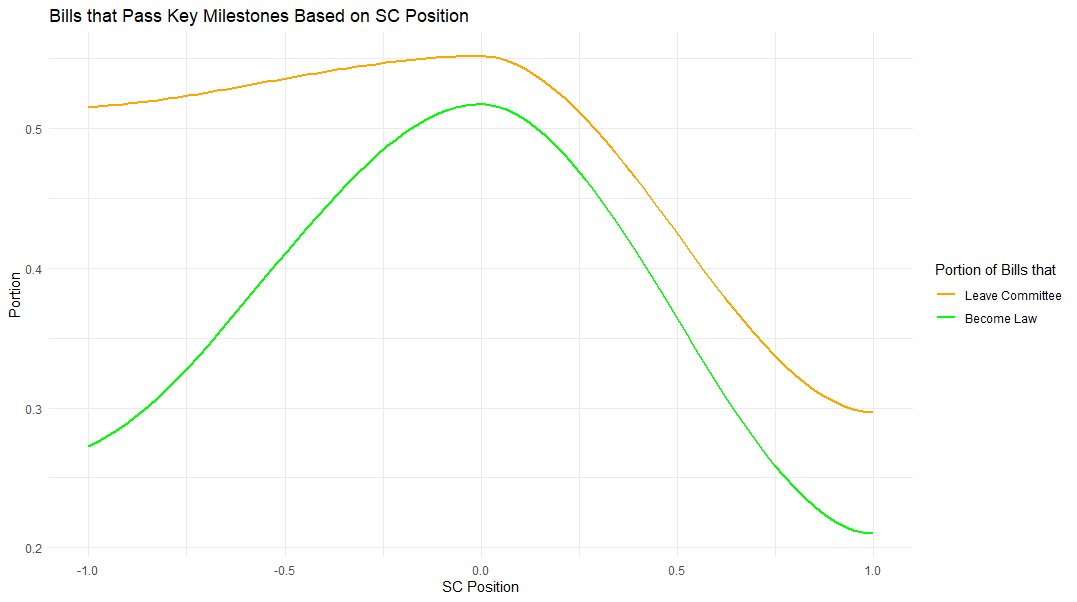 Bills that Pass Key Milestones Based on SC Position
Portion
0.5
0.4
0.3
0.2
-1.0 -0.5 0.0 0.5 1.0
SC Position
Portion of Bills that
Leave Committee
Become Law